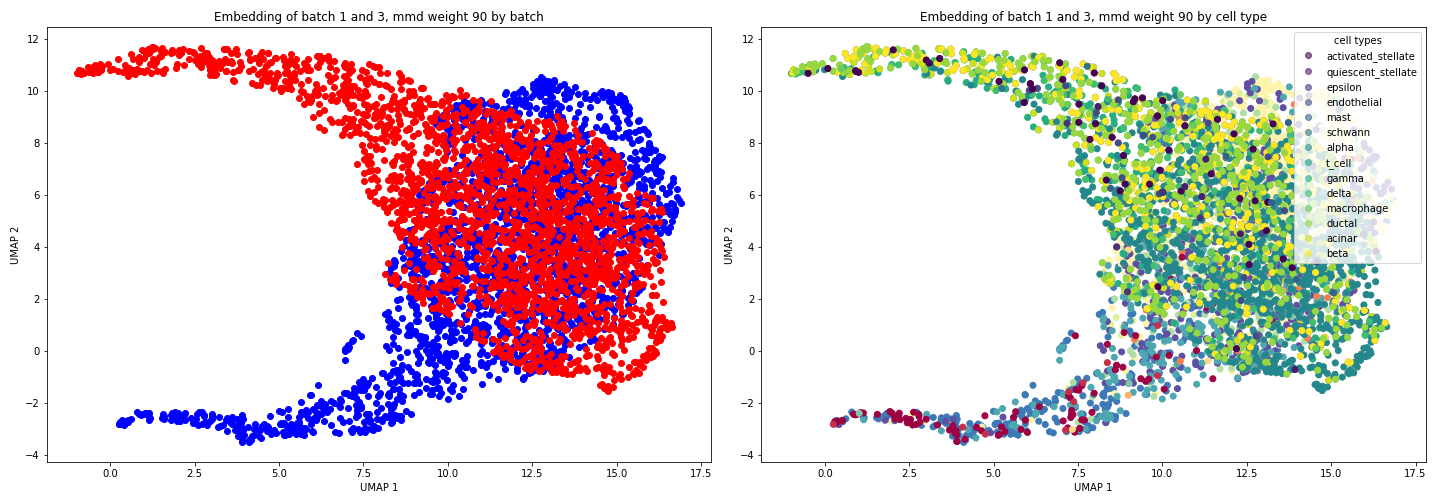 Embedding of batch 1 and 3, mmd weight 90 by batch
12
10
8
6
4
2
0
−2
−4
UMAP 2
0.0
2.5
5.0
7.5
10.0
12.5
15.0
17.5
UMAP 1
Embedding of batch 1 and 3, mmd weight 90 by cell type
12
10
8
6
4
2
0
−2
−4
UMAP 2
0.0
2.5
5.0
7.5
10.0
12.5
15.0
17.5
UMAP 1
cell types
activated_stellate
quiescent_stellate
epsilon
endothelial
mast
schwann
alpha
t_cell
gamma
delta
macrophage
ductal
acinar
beta